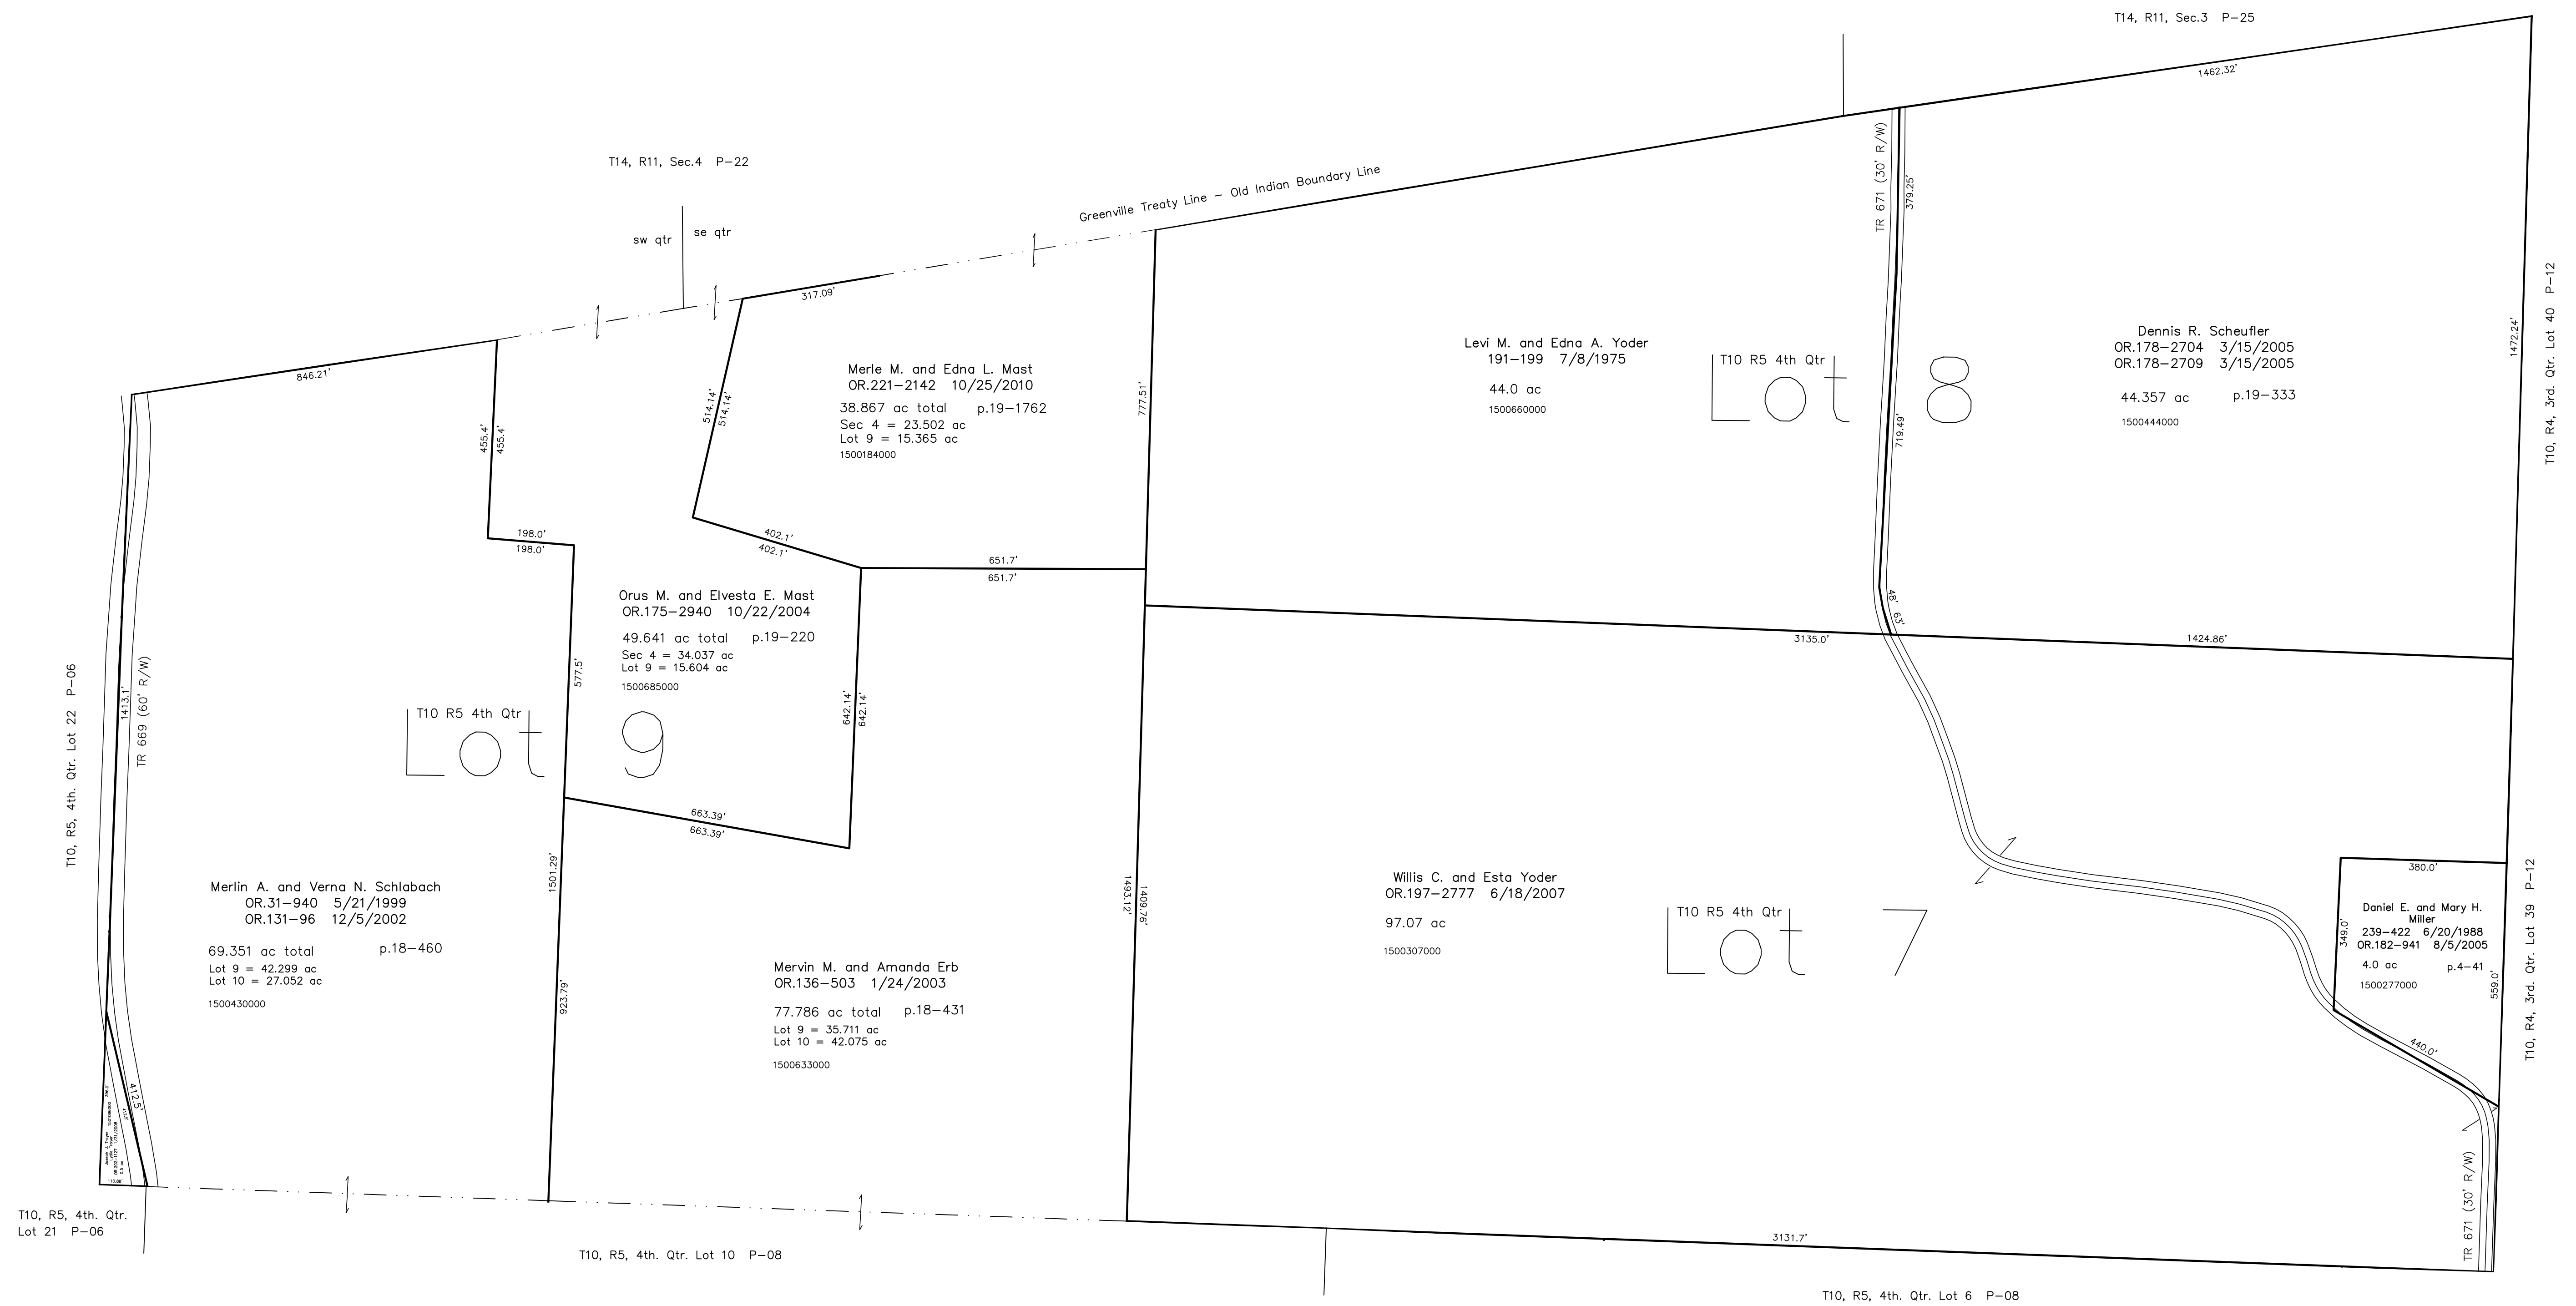 T14, R11, Sec.3  P-25
1462.32'
T14, R11, Sec.4  P-22
Greenville Treaty Line - Old Indian Boundary Line
sw qtr
se qtr
TR 671 (30' R/W)
379.25'
T10, R4, 3rd. Qtr. Lot 40  P-12
1472.24'
317.09'
846.21'
455.4'
455.4'
514.14'
514.14'
Merle M. and Edna L. Mast
OR.221-2142  10/25/2010
38.867 ac total  p.19-1762
Sec 4 = 23.502 ac
Lot 9 = 15.365 ac
1500184000
777.51'
Levi M. and Edna A. Yoder
191-199  7/8/1975
44.0 ac
1500660000
T10 R5 4th Qtr
Lot 8
719.49'
Dennis R. Scheufler
OR.178-2704  3/15/2005
OR.178-2709  3/15/2005
44.357 ac  p.19-333
1500444000
198.0'
198.0'
402.1'
402.1'
651.7'
651.7'
48'
63'
3135.0'
1424.86'
Orus M. and Elvesta E. Mast
OR.175-2940  10/22/2004
49.641 ac total  p.19-220
Sec 4 = 34.037 ac
Lot 9 = 15.604 ac
1500685000
577.5'
642.14'
642.14'
T10, R5, 4th. Qtr. Lot 22  P-06
1413.1'
TR 669 (60' R/W)
T10 R5 4th Qtr
Lot 9
663.39'
663.39'
1501.29'
923.79'
Merlin A. and Verna N. Schlabach
OR.31-940  5/21/1999
OR.131-96  12/5/2002
69.351 ac total  p.18-460
Lot 9 = 42.299 ac
Lot 10 = 27.052 ac
1500430000
Mervin M. and Amanda Erb
OR.136-503  1/24/2003
77.786 ac total  p.18-431
Lot 9 = 35.711 ac
Lot 10 = 42.075 ac
1500633000
1493.12'
1409.76'
Willis C. and Esta Yoder
OR.197-2777  6/18/2007
97.07 ac
1500307000
T10 R5 4th Qtr
Lot 7
380.0'
349.0'
Daniel E. and Mary H.
Miller
239-422  6/20/1988
OR.182-941  8/5/2005
4.0 ac  p.4-41
1500277000
559.0'
440.0'
T10, R4, 3rd. Qtr. Lot 39  P-12
412.5'
110.88'
T10, R5, 4th. Qtr.
Lot 21  P-06
T10, R5, 4th. Qtr. Lot 10  P-08
3131.7'
TR 671 (30' R/W)
T10, R5, 4th. Qtr. Lot 6  P-08